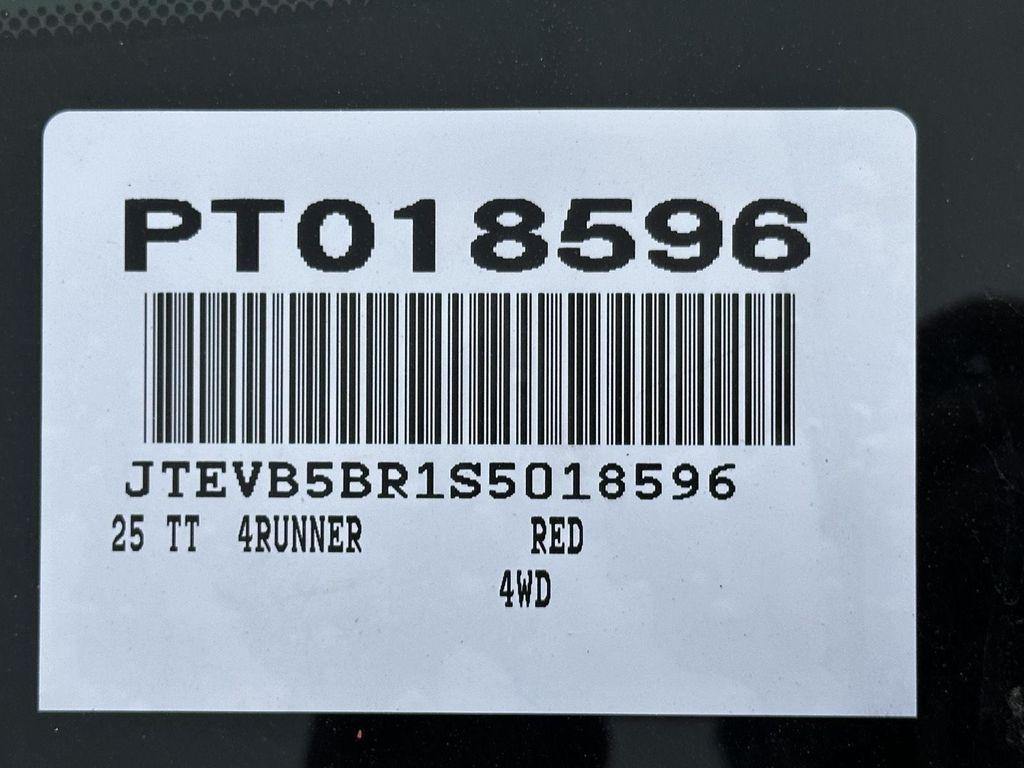 PT018596
JTEVB5BR1S5018596
25 TT 4RUNNER RED
4WD